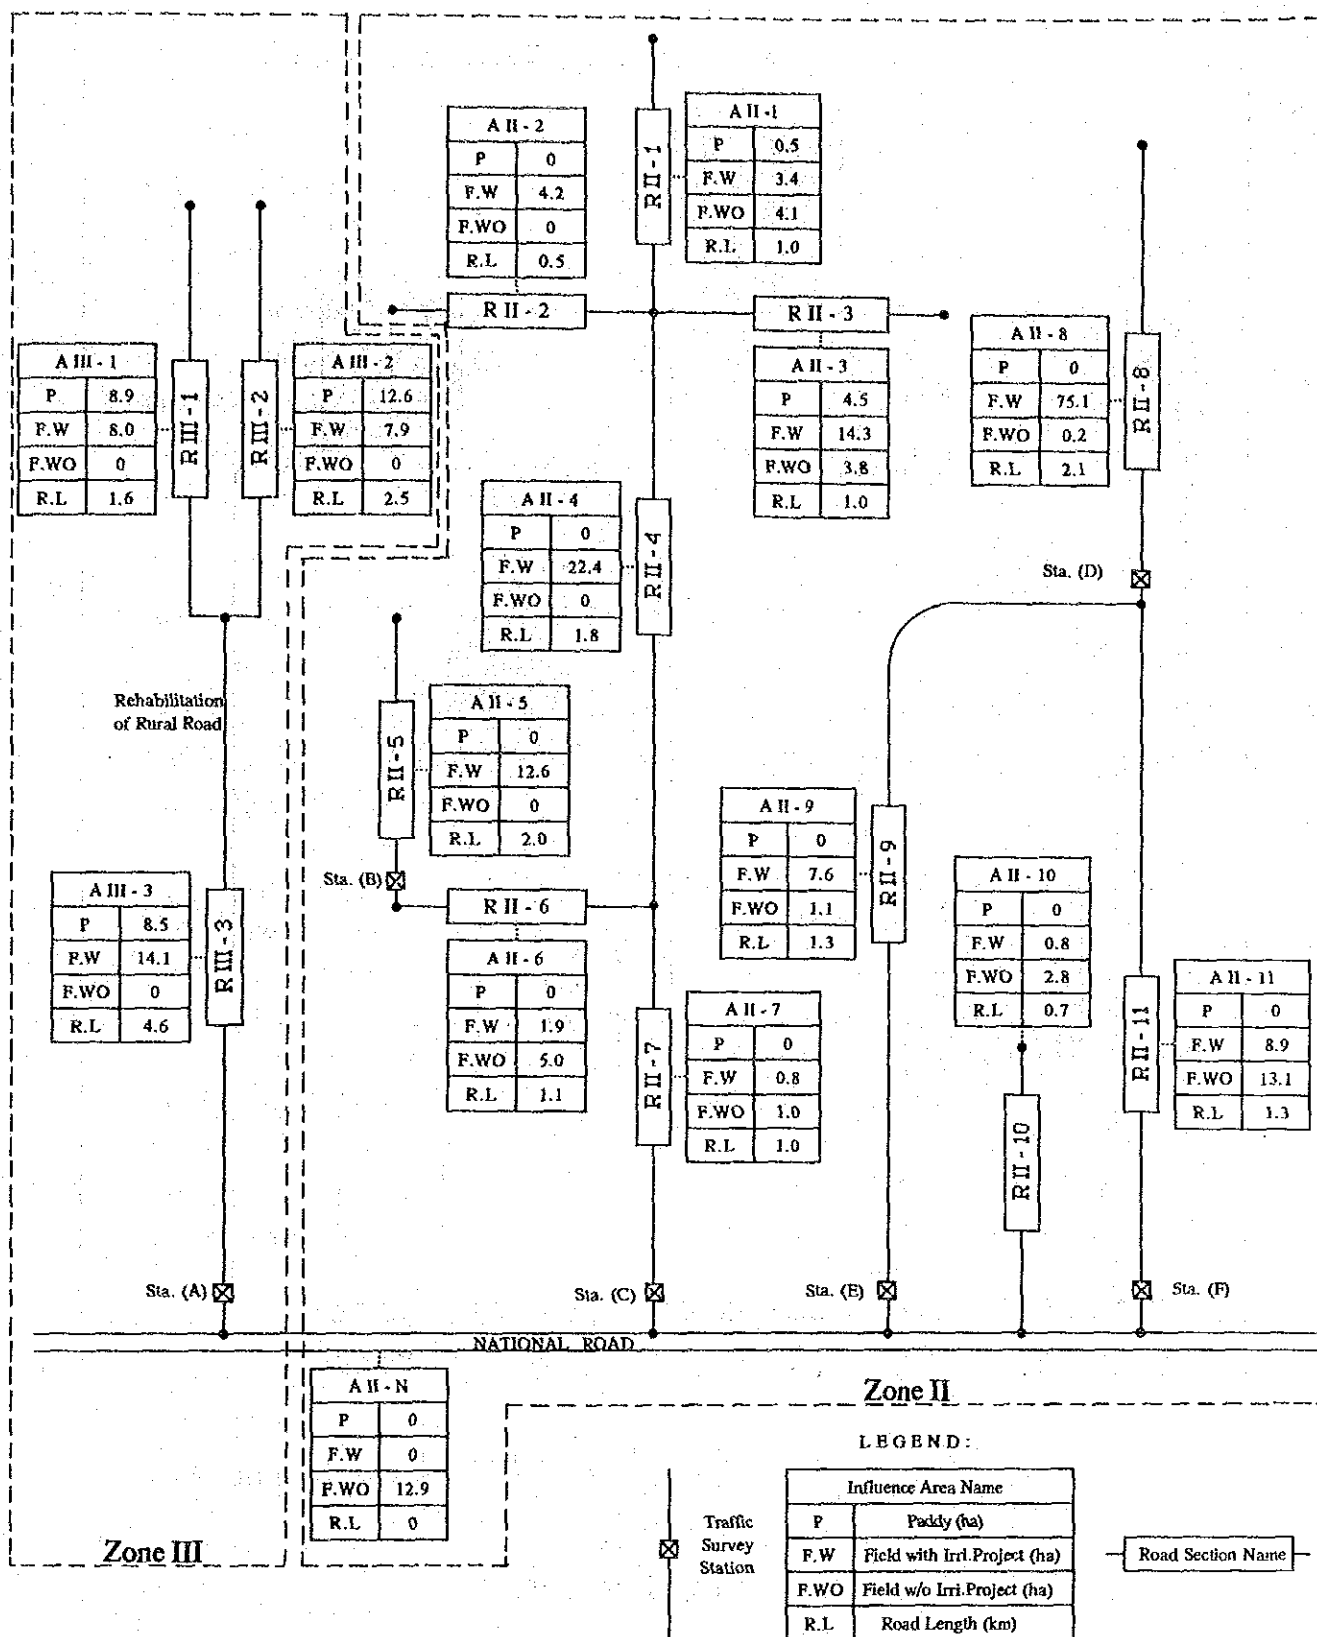 A II - 2
P 0
F.W 4.2
F.WO 0
R.L 0.5
R II - 1
A II - 1
P 0.5
F.W 3.4
F.WO 4.1
R.L 1.0
R II - 2
R II - 3
A III - 1
P 8.9
F.W 8.0
F.WO 0
R.L 1.6
R III - 1
R III - 2
A III - 2
P 12.6
F.W 7.9
F.WO 0
R.L 2.5
A II - 3
P 4.5
F.W 14.3
F.WO 3.8
R.L 1.0
A II - 8
P 0
F.W 75.1
F.WO 0.2
R.L 2.1
R II - 8
A II - 4
P 0
F.W 22.4
F.WO 0
R.L 1.8
R II - 4
Sta. (D)
Rehabilitation
of Rural Road
R II - 5
A II - 5
P 0
F.W 12.6
F.WO 0
R.L 2.0
Sta. (B)
R II - 6
A II - 9
P 0
F.W 7.6
F.WO 1.1
R.L 1.3
R II - 9
A II - 10
P 0
F.W 0.8
F.WO 2.8
R.L 0.7
A III - 3
P 8.5
F.W 14.1
F.WO 0
R.L 4.6
R III - 3
A II - 6
P 0
F.W 1.9
F.WO 5.0
R.L 1.1
R II - 7
A II - 7
P 0
F.W 0.8
F.WO 1.0
R.L 1.0
R II - 10
R II - 11
A II - 11
P 0
F.W 8.9
F.WO 13.1
R.L 1.3
Sta. (A)
Sta. (C)
Sta. (E)
Sta. (F)
NATIONAL ROAD
A II - N
P 0
F.W 0
F.WO 12.9
R.L 0
Zone II
Zone III
LEGEND:
Traffic
Survey
Station
Influence Area Name
P Paddy (ha)
F.W Field with Irri.Project (ha)
F.WO Field w/o Irri.Project (ha)
R.L Road Length (km)
Road Section Name